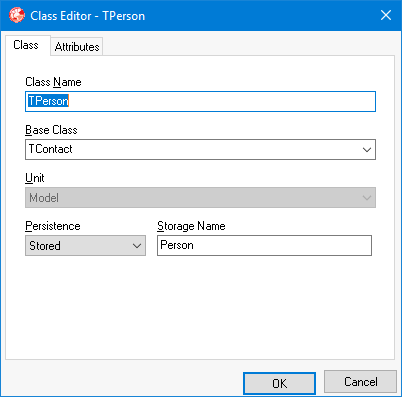 Class Editor - TPerson
Class Attributes
Class Name
TPerson
Base Class
TContact
Unit
Model
Persistence Storage Name
Stored Person
OK Cancel